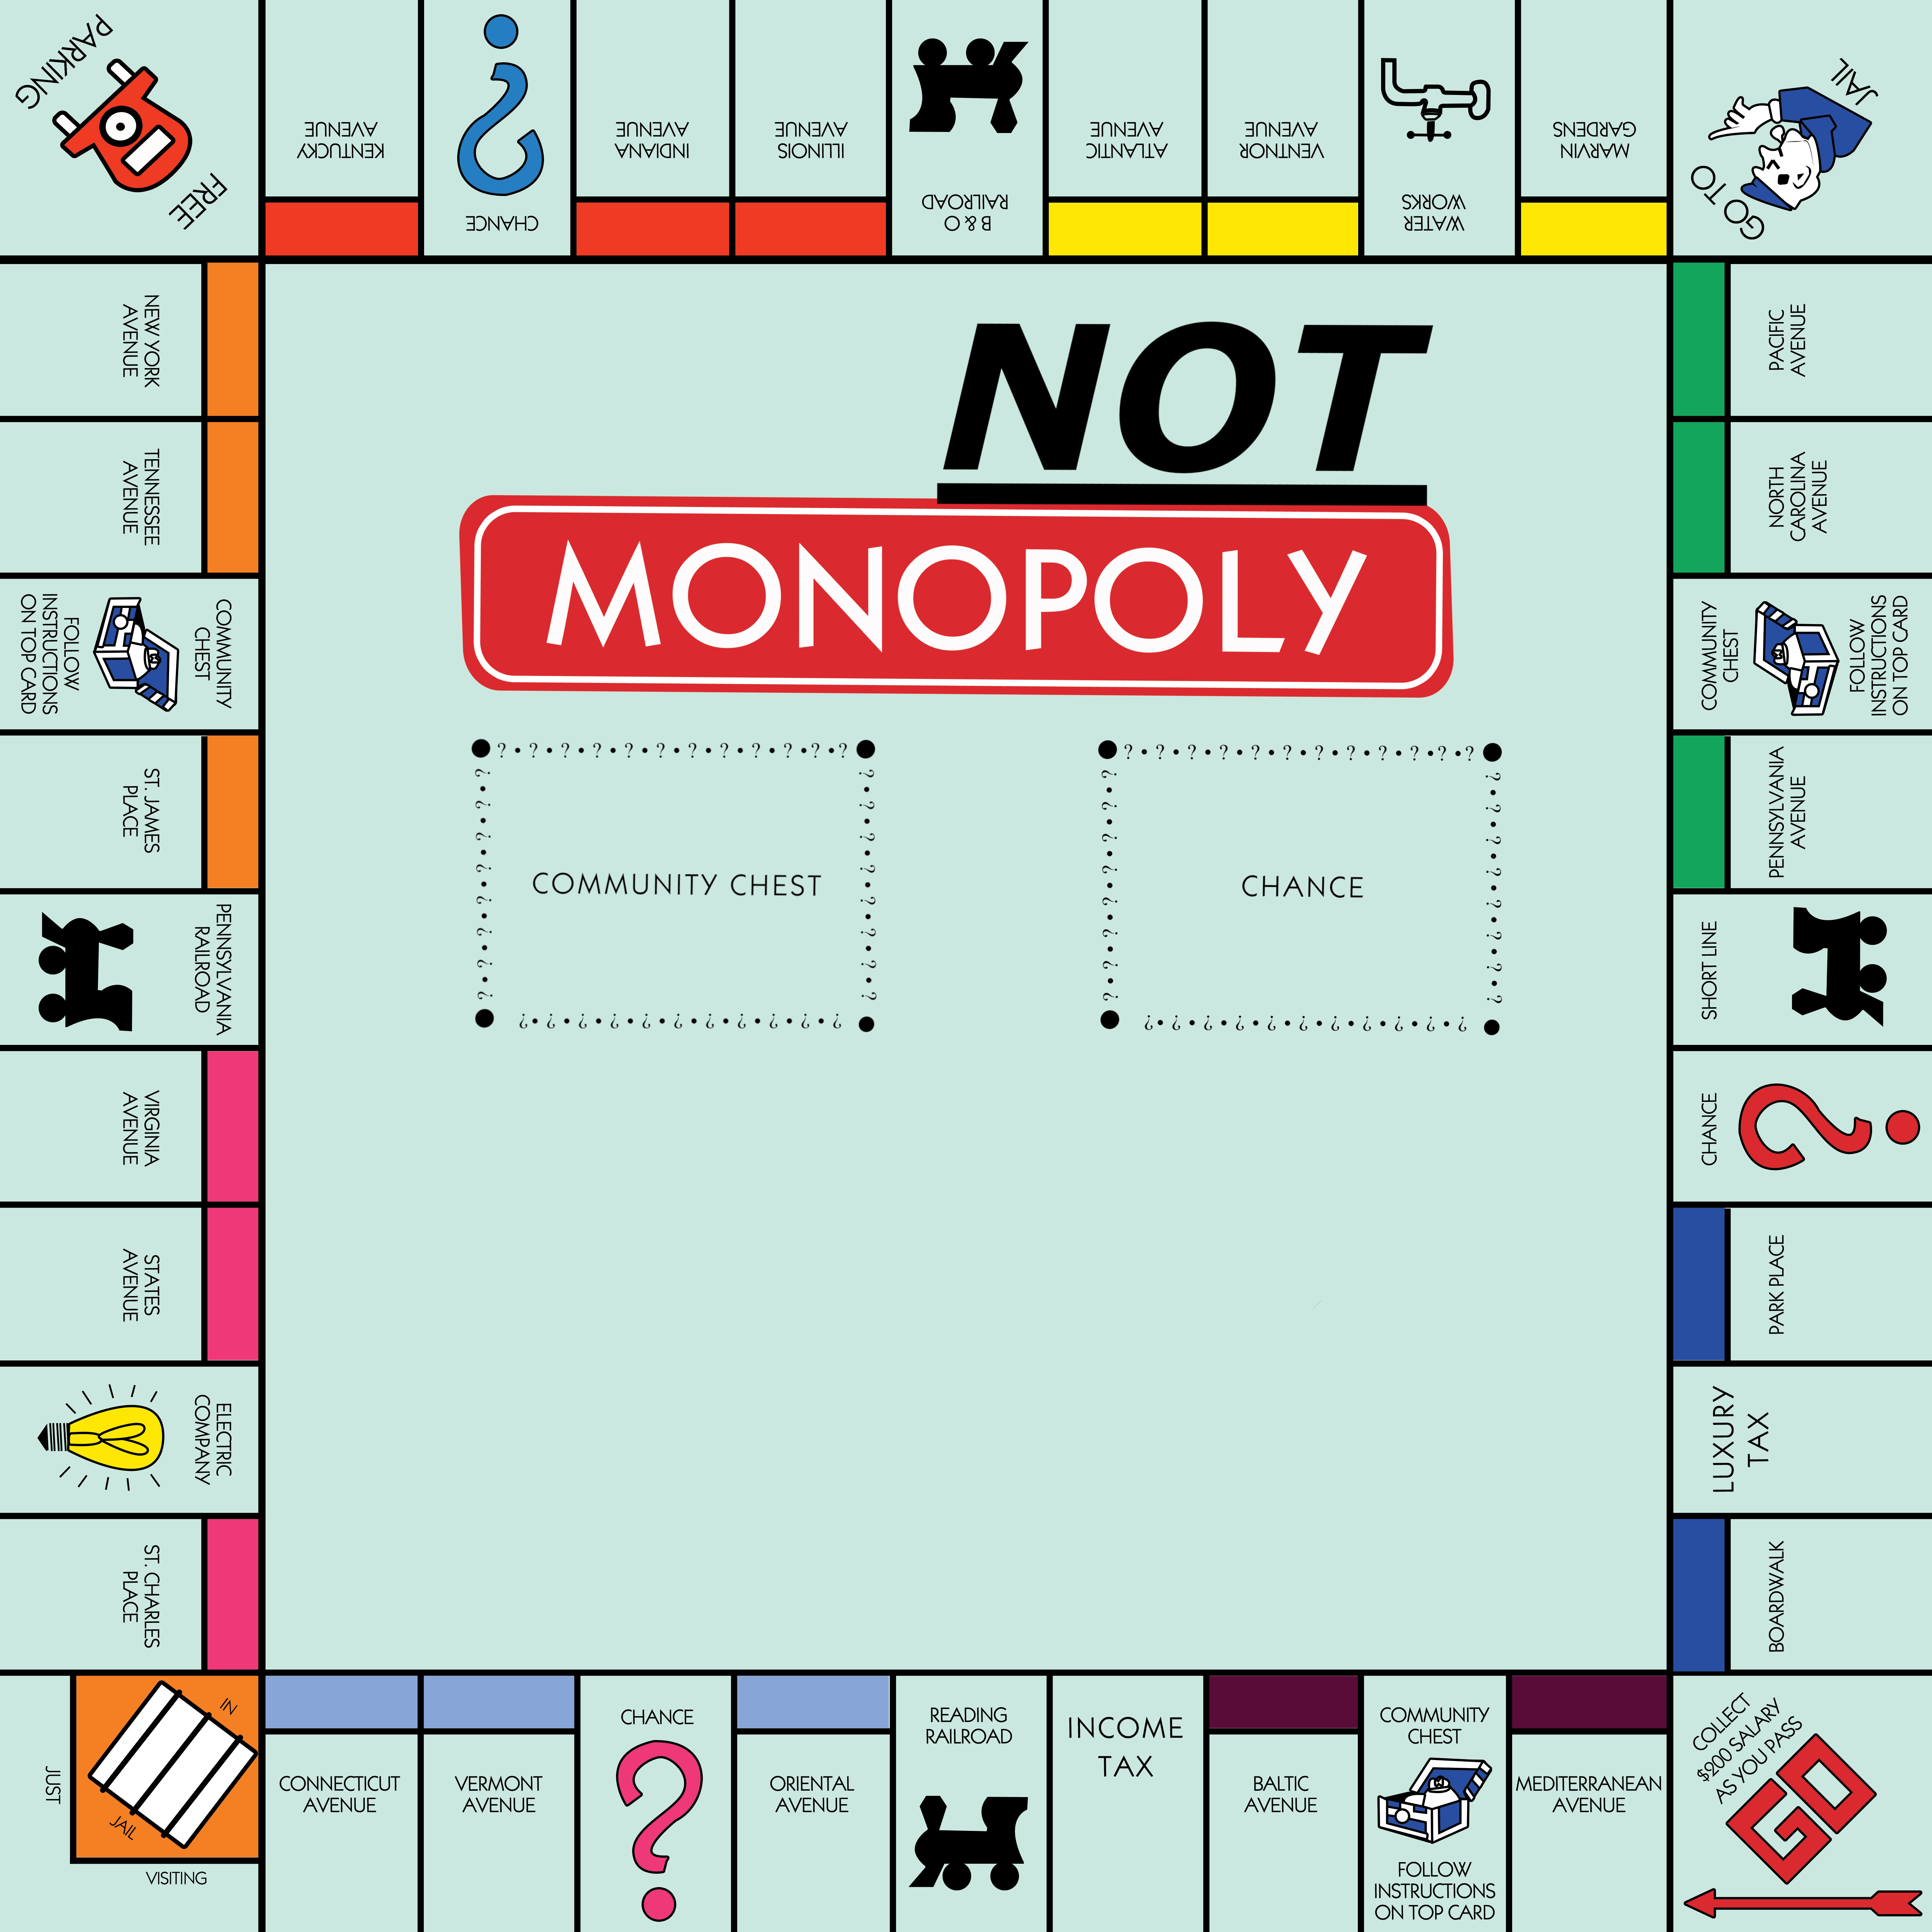 FREE
PARKING
KENTUCKY
AVENUE
CHANCE
INDIANA
AVENUE
ILLINOIS
AVENUE
B & O
RAILROAD
ATLANTIC
AVENUE
VENTNOR
AVENUE
WATER
WORKS
MARVIN
GARDENS
GO TO
JAIL
NEW YORK
AVENUE
TENNESSEE
AVENUE
COMMUNITY
CHEST
FOLLOW
INSTRUCTIONS
ON TOP CARD
ST. JAMES
PLACE
PENNSYLVANIA
RAILROAD
VIRGINIA
AVENUE
STATES
AVENUE
ELECTRIC
COMPANY
ST. CHARLES
PLACE
NOT
MONOPOLY
COMMUNITY CHEST
CHANCE
PACIFIC
AVENUE
NORTH
CAROLINA
AVENUE
COMMUNITY
CHEST
FOLLOW
INSTRUCTIONS
ON TOP CARD
PENNSYLVANIA
AVENUE
SHORT LINE
CHANCE
PARK PLACE
LUXURY
TAX
BOARDWALK
IN
JAIL
JUST
VISITING
CONNECTICUT
AVENUE
VERMONT
AVENUE
CHANCE
ORIENTAL
AVENUE
READING
RAILROAD
INCOME
TAX
BALTIC
AVENUE
COMMUNITY
CHEST
FOLLOW
INSTRUCTIONS
ON TOP CARD
MEDITERRANEAN
AVENUE
COLLECT
$200 SALARY
AS YOU PASS
GO